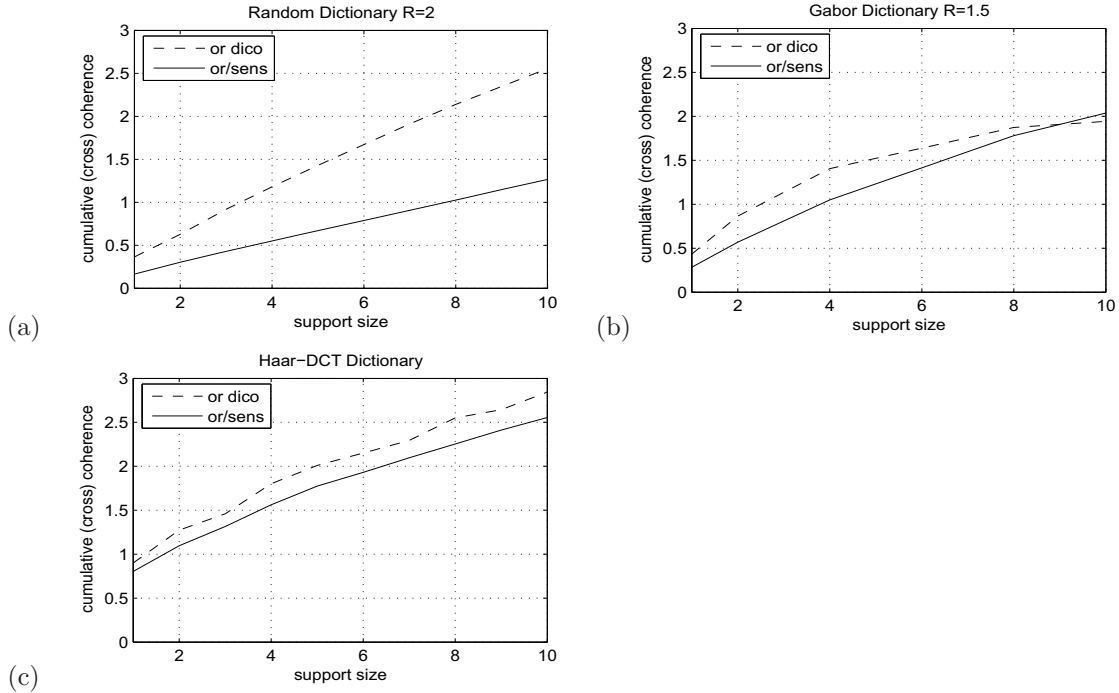 Random Dictionary R=2
3
2.5
2
1.5
1
0.5
0
2 4 6 8 10
support size
cumulative (cross) coherence
or dico
or/sens
(a)
Gabor Dictionary R=1.5
3
2.5
2
1.5
1
0.5
0
2 4 6 8 10
support size
cumulative (cross) coherence
or dico
or/sens
(b)
Haar−DCT Dictionary
3
2.5
2
1.5
1
0.5
0
2 4 6 8 10
support size
cumulative (cross) coherence
or dico
or/sens
(c)